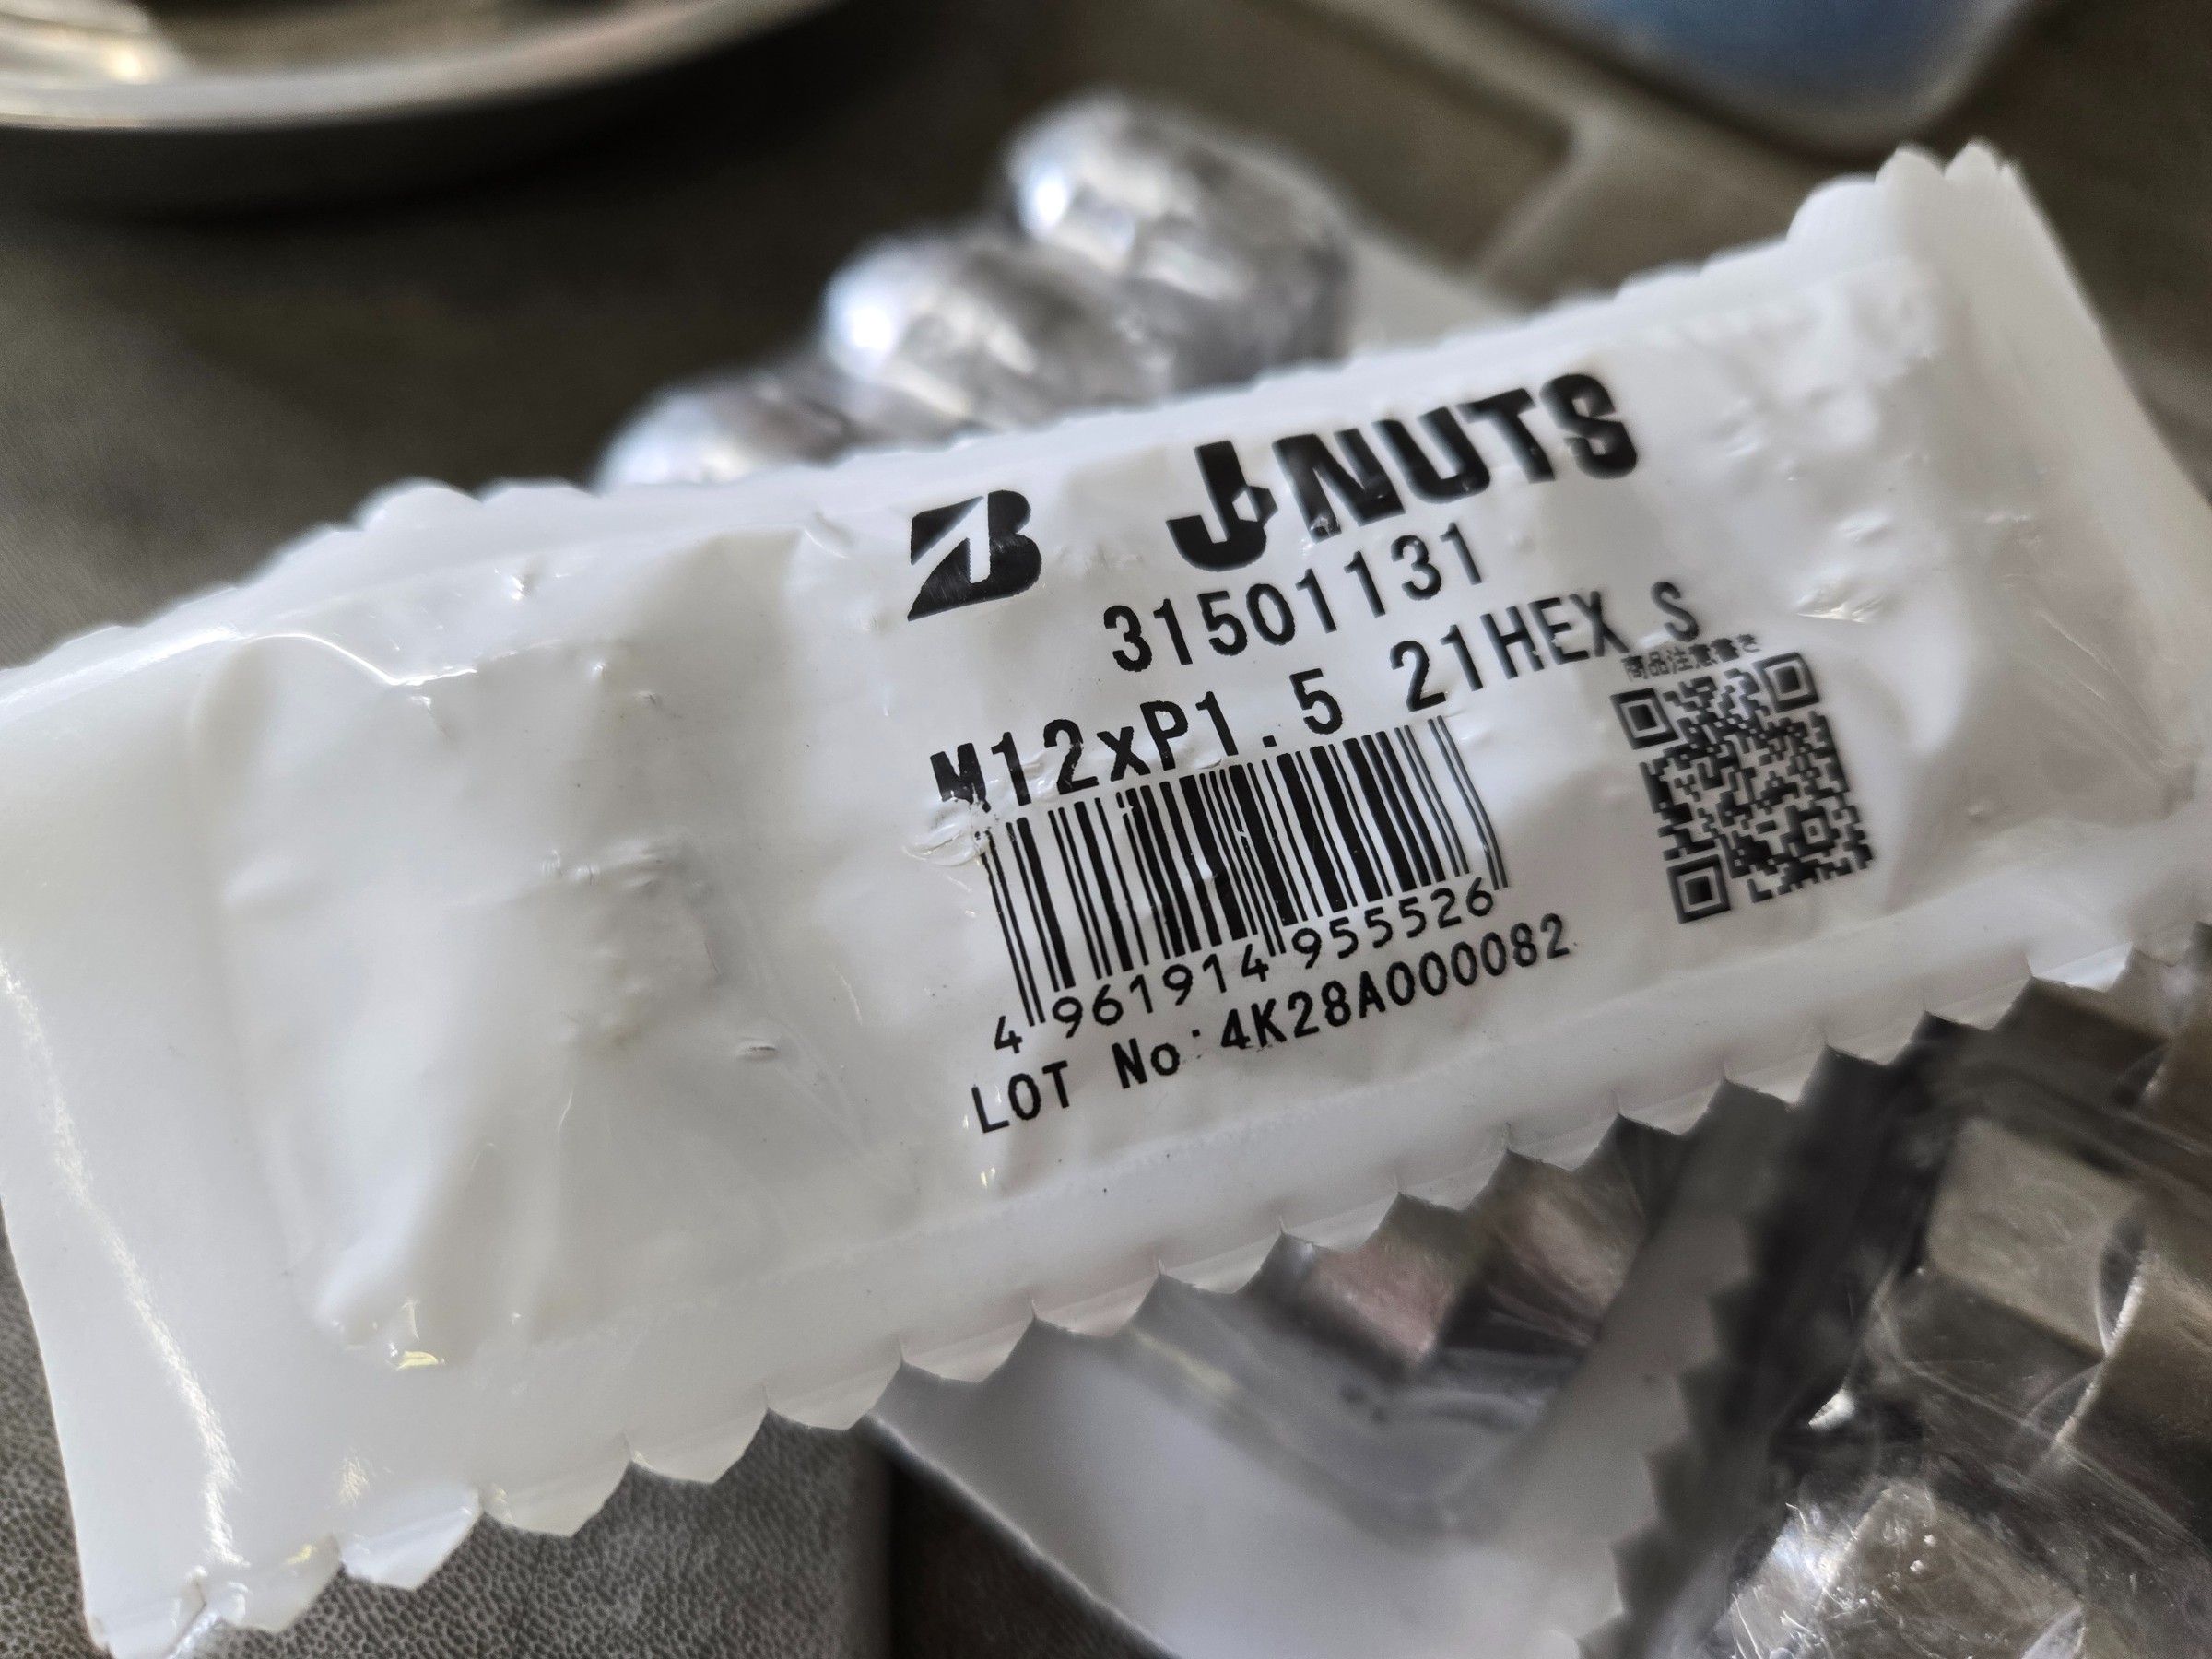 B J-NUTS
31501131
M12xP1.5 21HEX S
商品注意書き
4 961914 955526
LOT No.4K28A000082